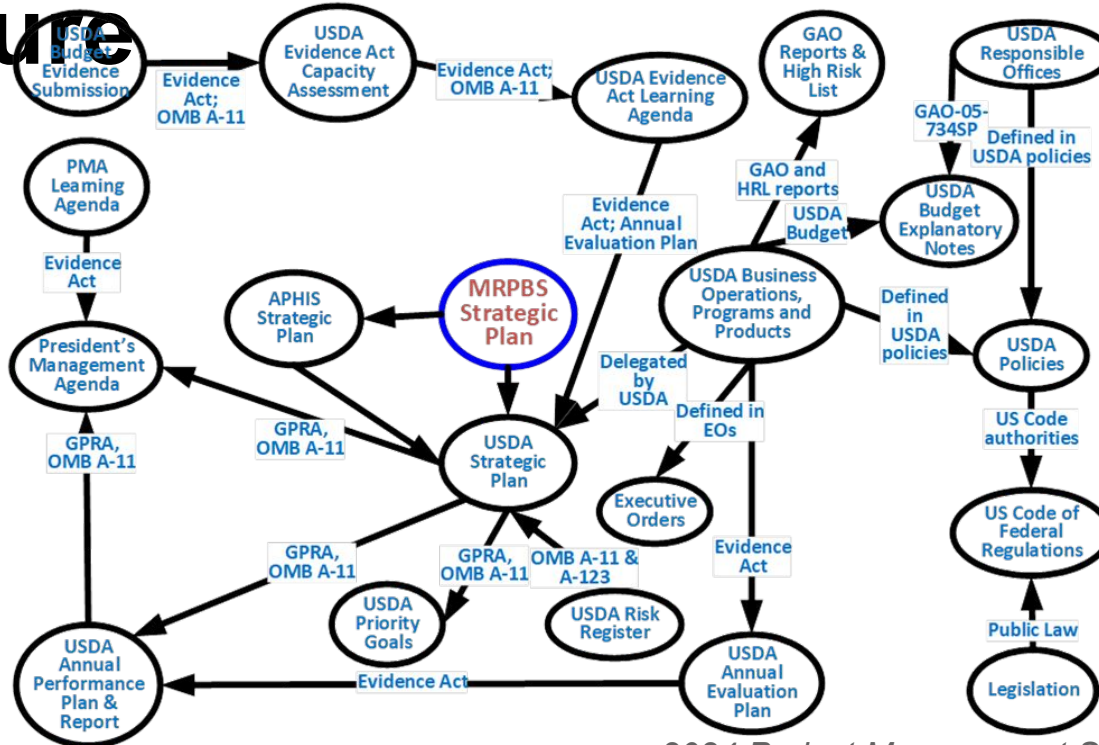 ure
USDA
Budget
Evidence
Submission
Evidence
Act;
OMB A-11
USDA
Evidence Act
Capacity
Assessment
Evidence Act;
OMB A-11
USDA Evidence
Act Learning
Agenda
GAO
Reports &
High Risk
List
USDA
Responsible
Offices
GAO-05-
734SP
Defined in
USDA policies
PMA
Learning
Agenda
Evidence
Act
Evidence
Act; Annual
Evaluation Plan
GAO and
HRL reports
USDA
Budget
USDA
Budget
Explanatory
Notes
APHIS
Strategic
Plan
MRPBS
Strategic
Plan
USDA Business
Operations,
Programs and
Products
Defined
in
USDA
policies
USDA
Policies
President's
Management
Agenda
Delegated
by
USDA
Defined in
EOs
US Code
authorities
GPRA,
OMB A-11
GPRA,
OMB A-11
USDA
Strategic
Plan
Executive
Orders
US Code of
Federal
Regulations
GPRA,
OMB A-11
GPRA,
OMB A-11
OMB A-11 &
A-123
Evidence
Act
USDA
Priority
Goals
USDA Risk
Register
Public Law
USDA
Annual
Performance
Plan &
Report
Evidence Act
USDA
Annual
Evaluation
Plan
Legislation